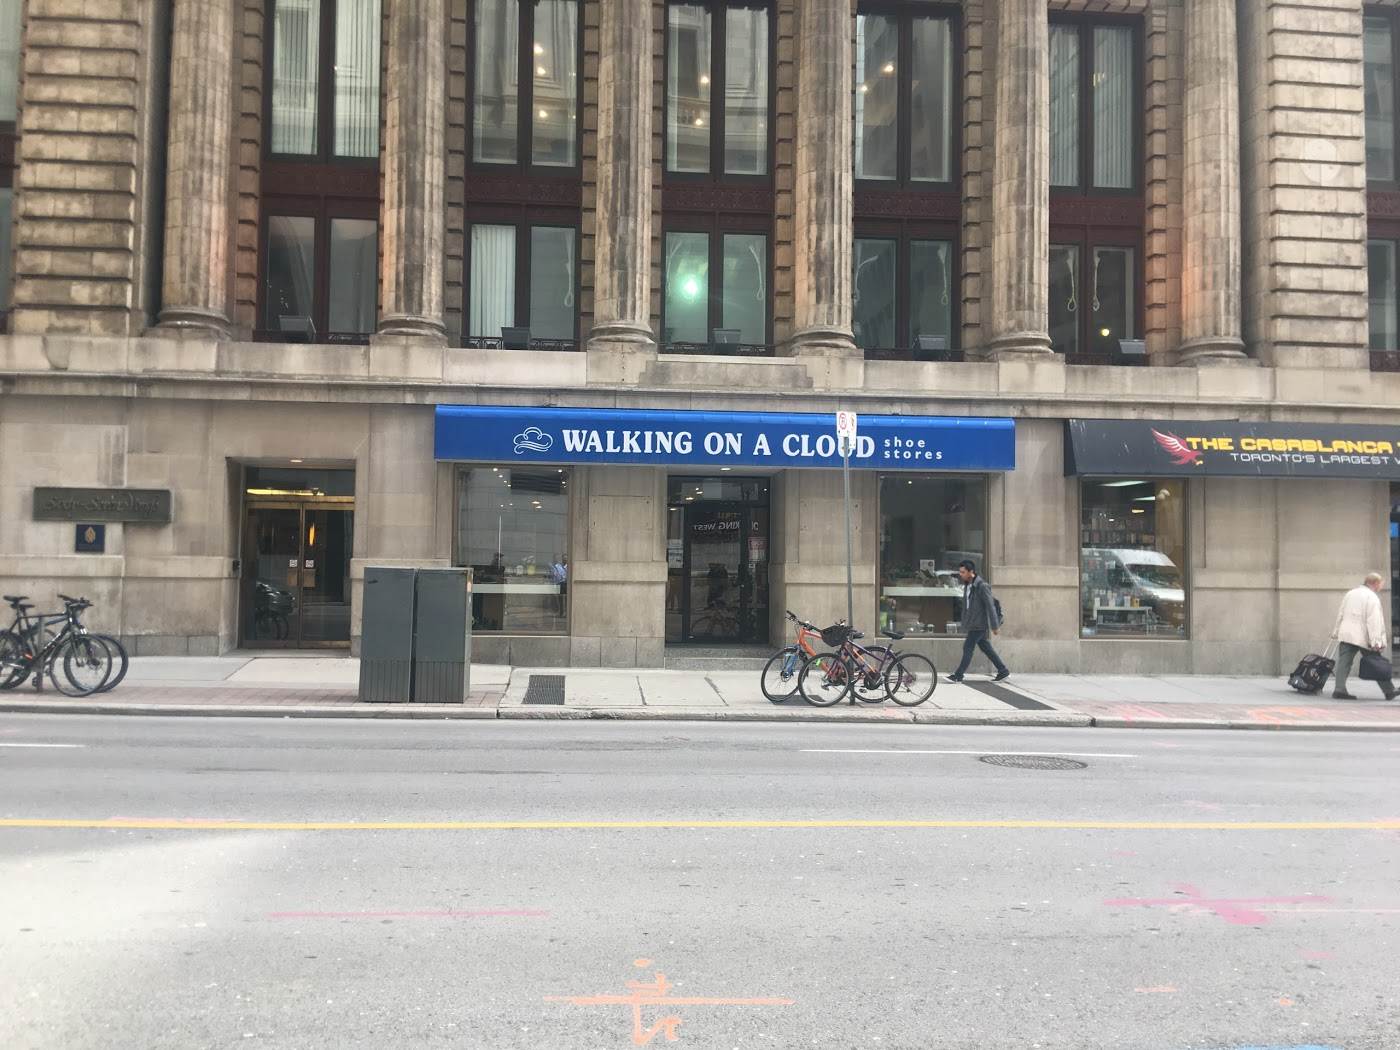 WALKING ON A CLOUD
shoe
stores
THE CASABLANCA
TORONTO'S LARGEST
KING WEST